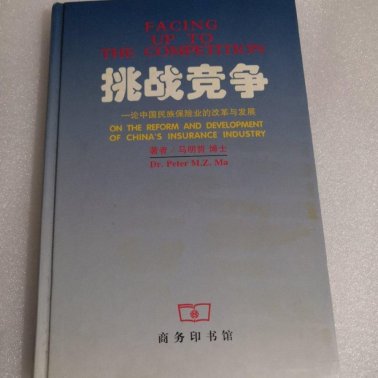 FACING
UP TO
THE COMPETITION
挑战竞争
—论中国民族保险业的改革与发展
ON THE REFORM AND DEVELOPMENT
OF CHINA'S INSURANCE INDUSTRY
著者／马明哲 博士
Dr. Peter M.Z. Ma
商务印书馆